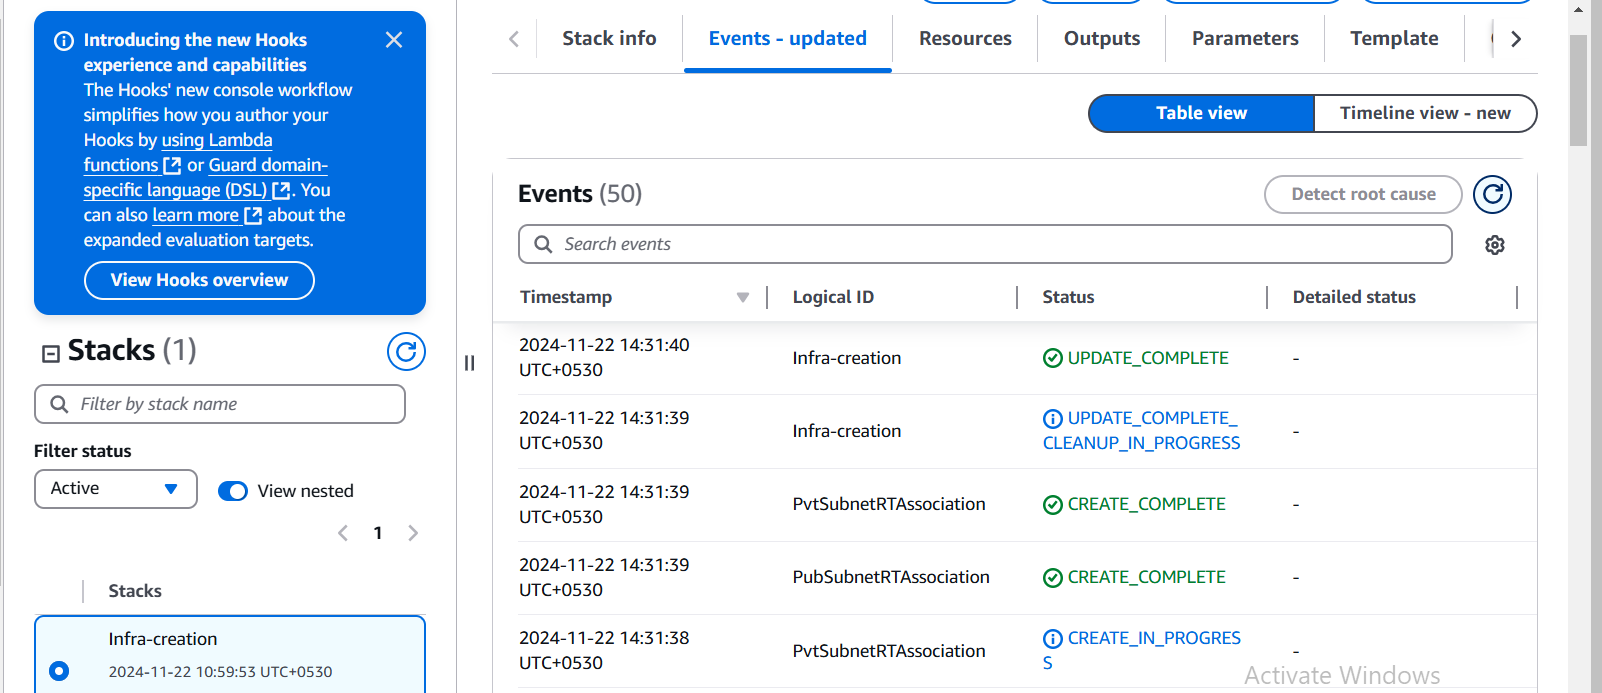 Introducing the new Hooks
experience and capabilities
The Hooks' new console workflow
simplifies how you author your
Hooks by using Lambda
functions or Guard domain-
specific language (DSL). You
can also learn more about the
expanded evaluation targets.
View Hooks overview
Stacks (1)
Filter by stack name
Filter status
Active
View nested
1
Stacks
Infra-creation
2024-11-22 10:59:53 UTC+0530
Stack info
Events - updated
Resources
Outputs
Parameters
Template
Table view
Timeline view - new
Events (50)
Detect root cause
Search events
Timestamp
Logical ID
Status
Detailed status
2024-11-22 14:31:40
UTC+0530
Infra-creation
UPDATE_COMPLETE
-
2024-11-22 14:31:39
UTC+0530
Infra-creation
UPDATE_COMPLETE_
CLEANUP_IN_PROGRESS
-
2024-11-22 14:31:39
UTC+0530
PvtSubnetRTAssociation
CREATE_COMPLETE
-
2024-11-22 14:31:39
UTC+0530
PubSubnetRTAssociation
CREATE_COMPLETE
-
2024-11-22 14:31:38
UTC+0530
PvtSubnetRTAssociation
CREATE_IN_PROGRES
S
-
Activate Windows